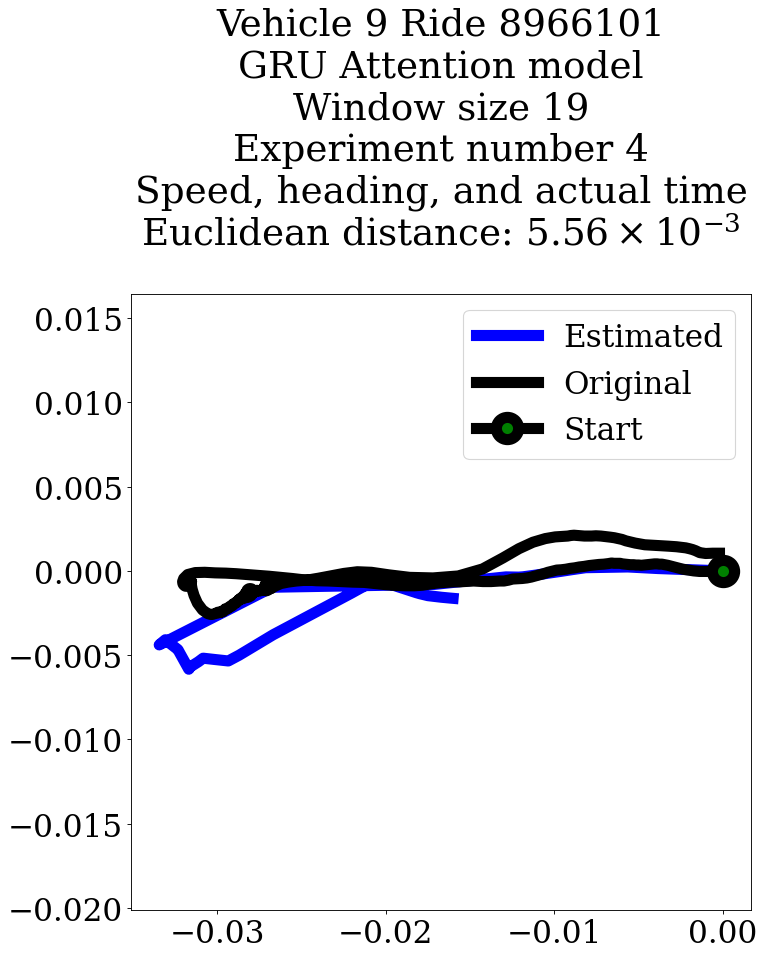 Vehicle 9 Ride 8966101
GRU Attention model
Window size 19
Experiment number 4
Speed, heading, and actual time
Euclidean distance: 5.56 × 10⁻³
Estimated
Original
Start
0.015
0.010
0.005
0.000
−0.005
−0.010
−0.015
−0.020
−0.03
−0.02
−0.01
0.00